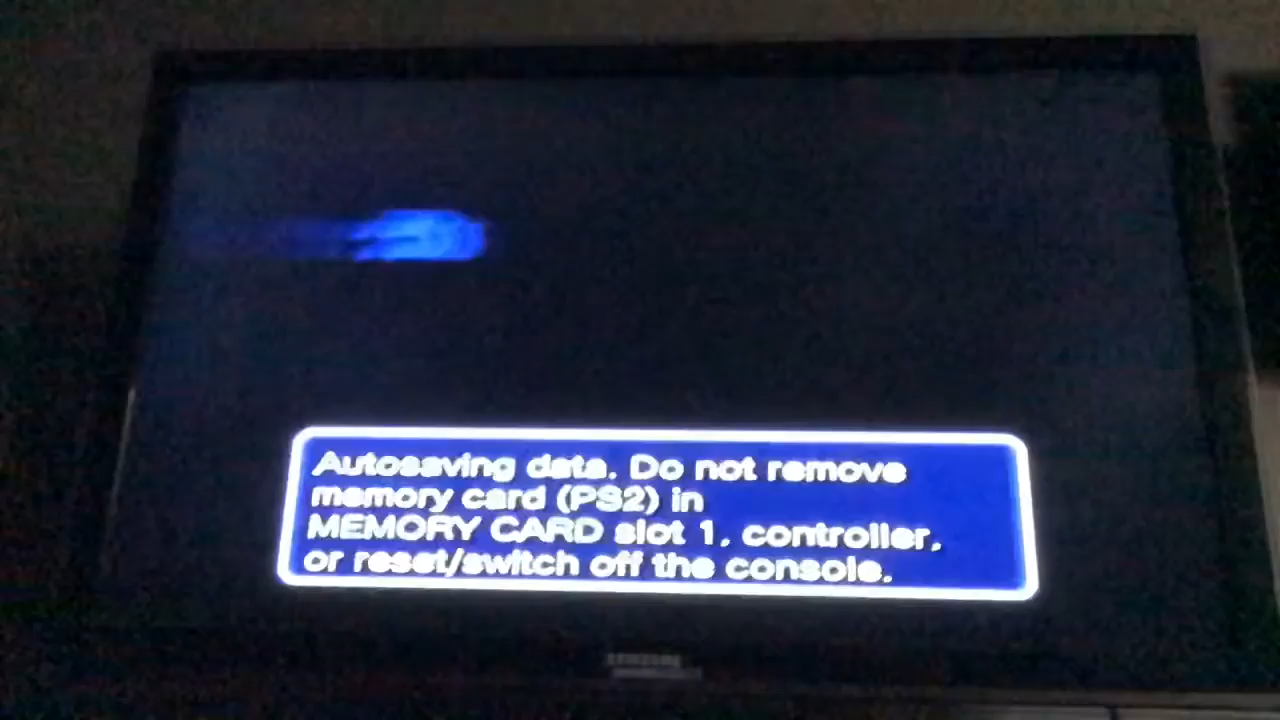 Autosaving data. Do not remove
memory card (PS2) in
MEMORY CARD slot 1, controller,
or reset/switch off the console.
SAMSUNG